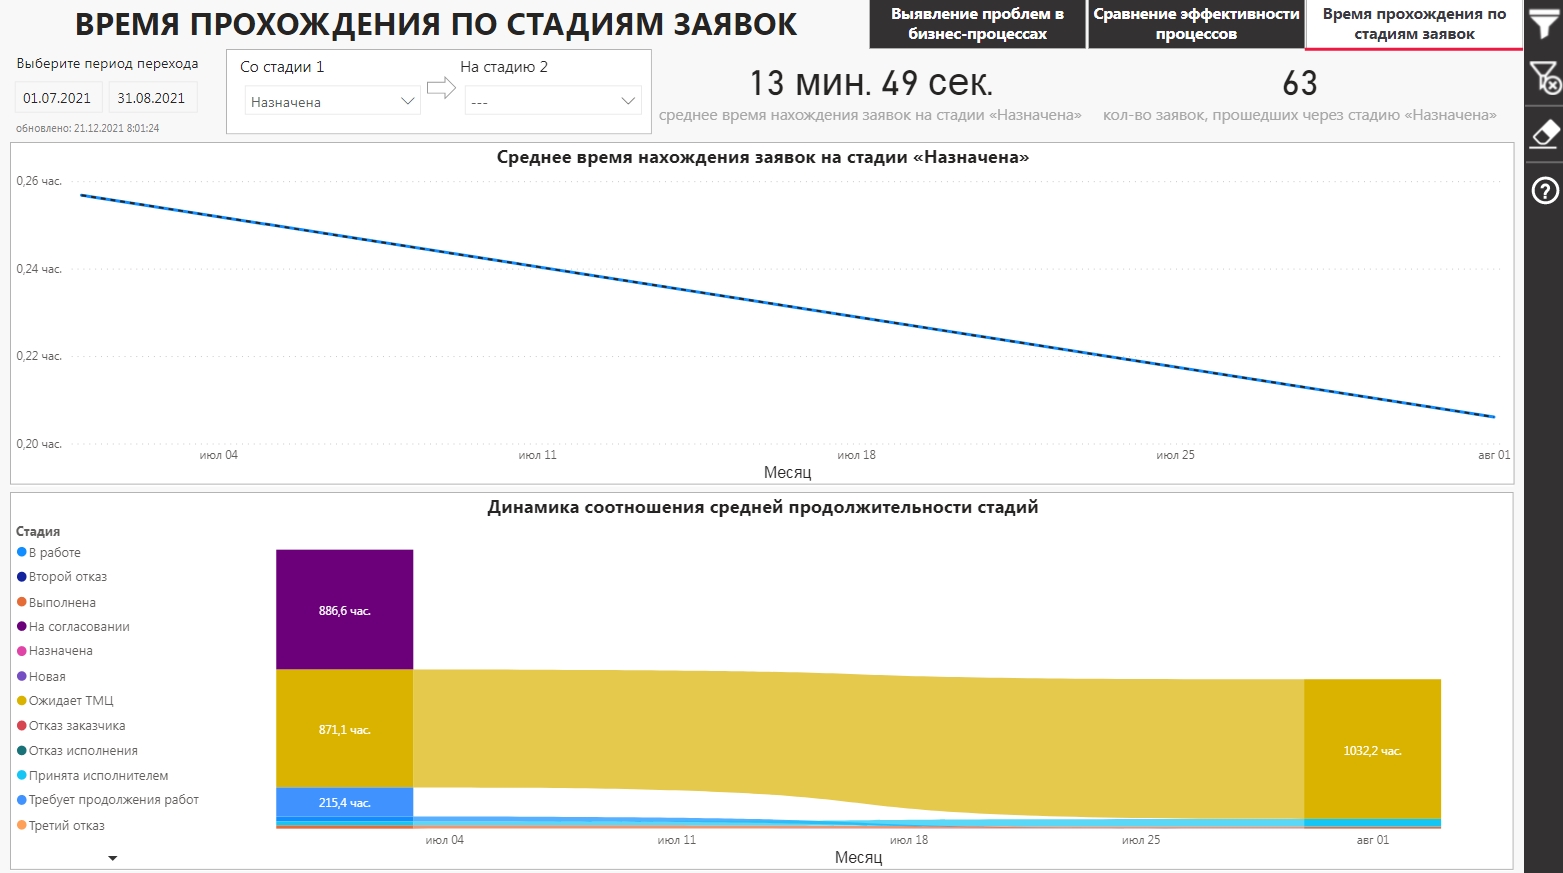 ВРЕМЯ ПРОХОЖДЕНИЯ ПО СТАДИЯМ ЗАЯВОК
Выявление проблем в
бизнес-процессах
Сравнение эффективности
процессов
Время прохождения по
стадиям заявок
Выберите период перехода
01.07.2021
31.08.2021
обновлено: 21.12.2021 8:01:24
Со стадии 1
Назначена
На стадию 2
---
13 мин. 49 сек.
среднее время нахождения заявок на стадии «Назначена»
63
кол-во заявок, прошедших через стадию «Назначена»
?
Среднее время нахождения заявок на стадии «Назначена»
0,26 час.
0,24 час.
0,22 час.
0,20 час.
июл 04
июл 11
июл 18
июл 25
авг 01
Месяц
Динамика соотношения средней продолжительности стадий
Стадия
В работе
Второй отказ
Выполнена
На согласовании
Назначена
Новая
Ожидает ТМЦ
Отказ заказчика
Отказ исполнения
Принята исполнителем
Требует продолжения работ
Третий отказ
886,6 час.
871,1 час.
215,4 час.
1032,2 час.
июл 04
июл 11
июл 18
июл 25
авг 01
Месяц